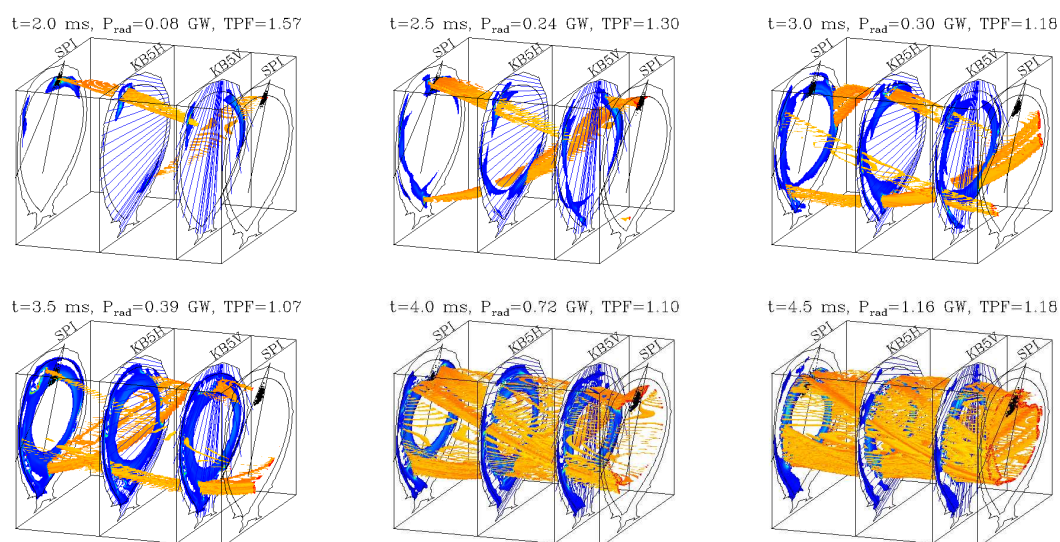 t=2.0 ms, P_rad=0.08 GW, TPF=1.57
SPI
KB5H
KB5V
SPI
t=2.5 ms, P_rad=0.24 GW, TPF=1.30
SPI
KB5H
KB5V
SPI
t=3.0 ms, P_rad=0.30 GW, TPF=1.18
SPI
KB5H
KB5V
SPI
t=3.5 ms, P_rad=0.39 GW, TPF=1.07
SPI
KB5H
KB5V
SPI
t=4.0 ms, P_rad=0.72 GW, TPF=1.10
SPI
KB5H
KB5V
SPI
t=4.5 ms, P_rad=1.16 GW, TPF=1.18
SPI
KB5H
KB5V
SPI